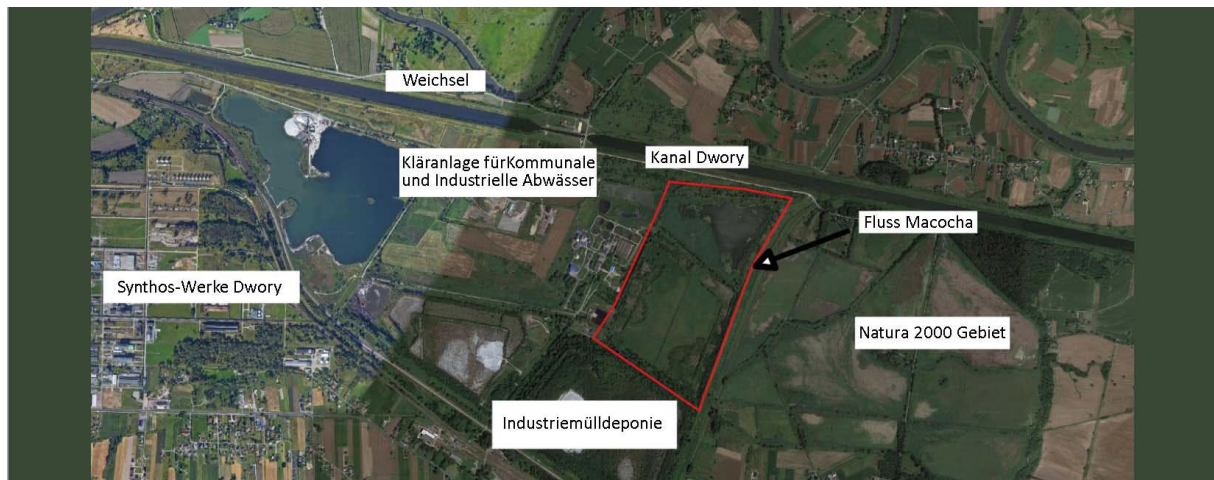 Weichsel
Kläranlage fürKommunale
und Industrielle Abwässer
Kanal Dwory
Fluss Macocha
Synthos-Werke Dwory
Natura 2000 Gebiet
Industriemülldeponie